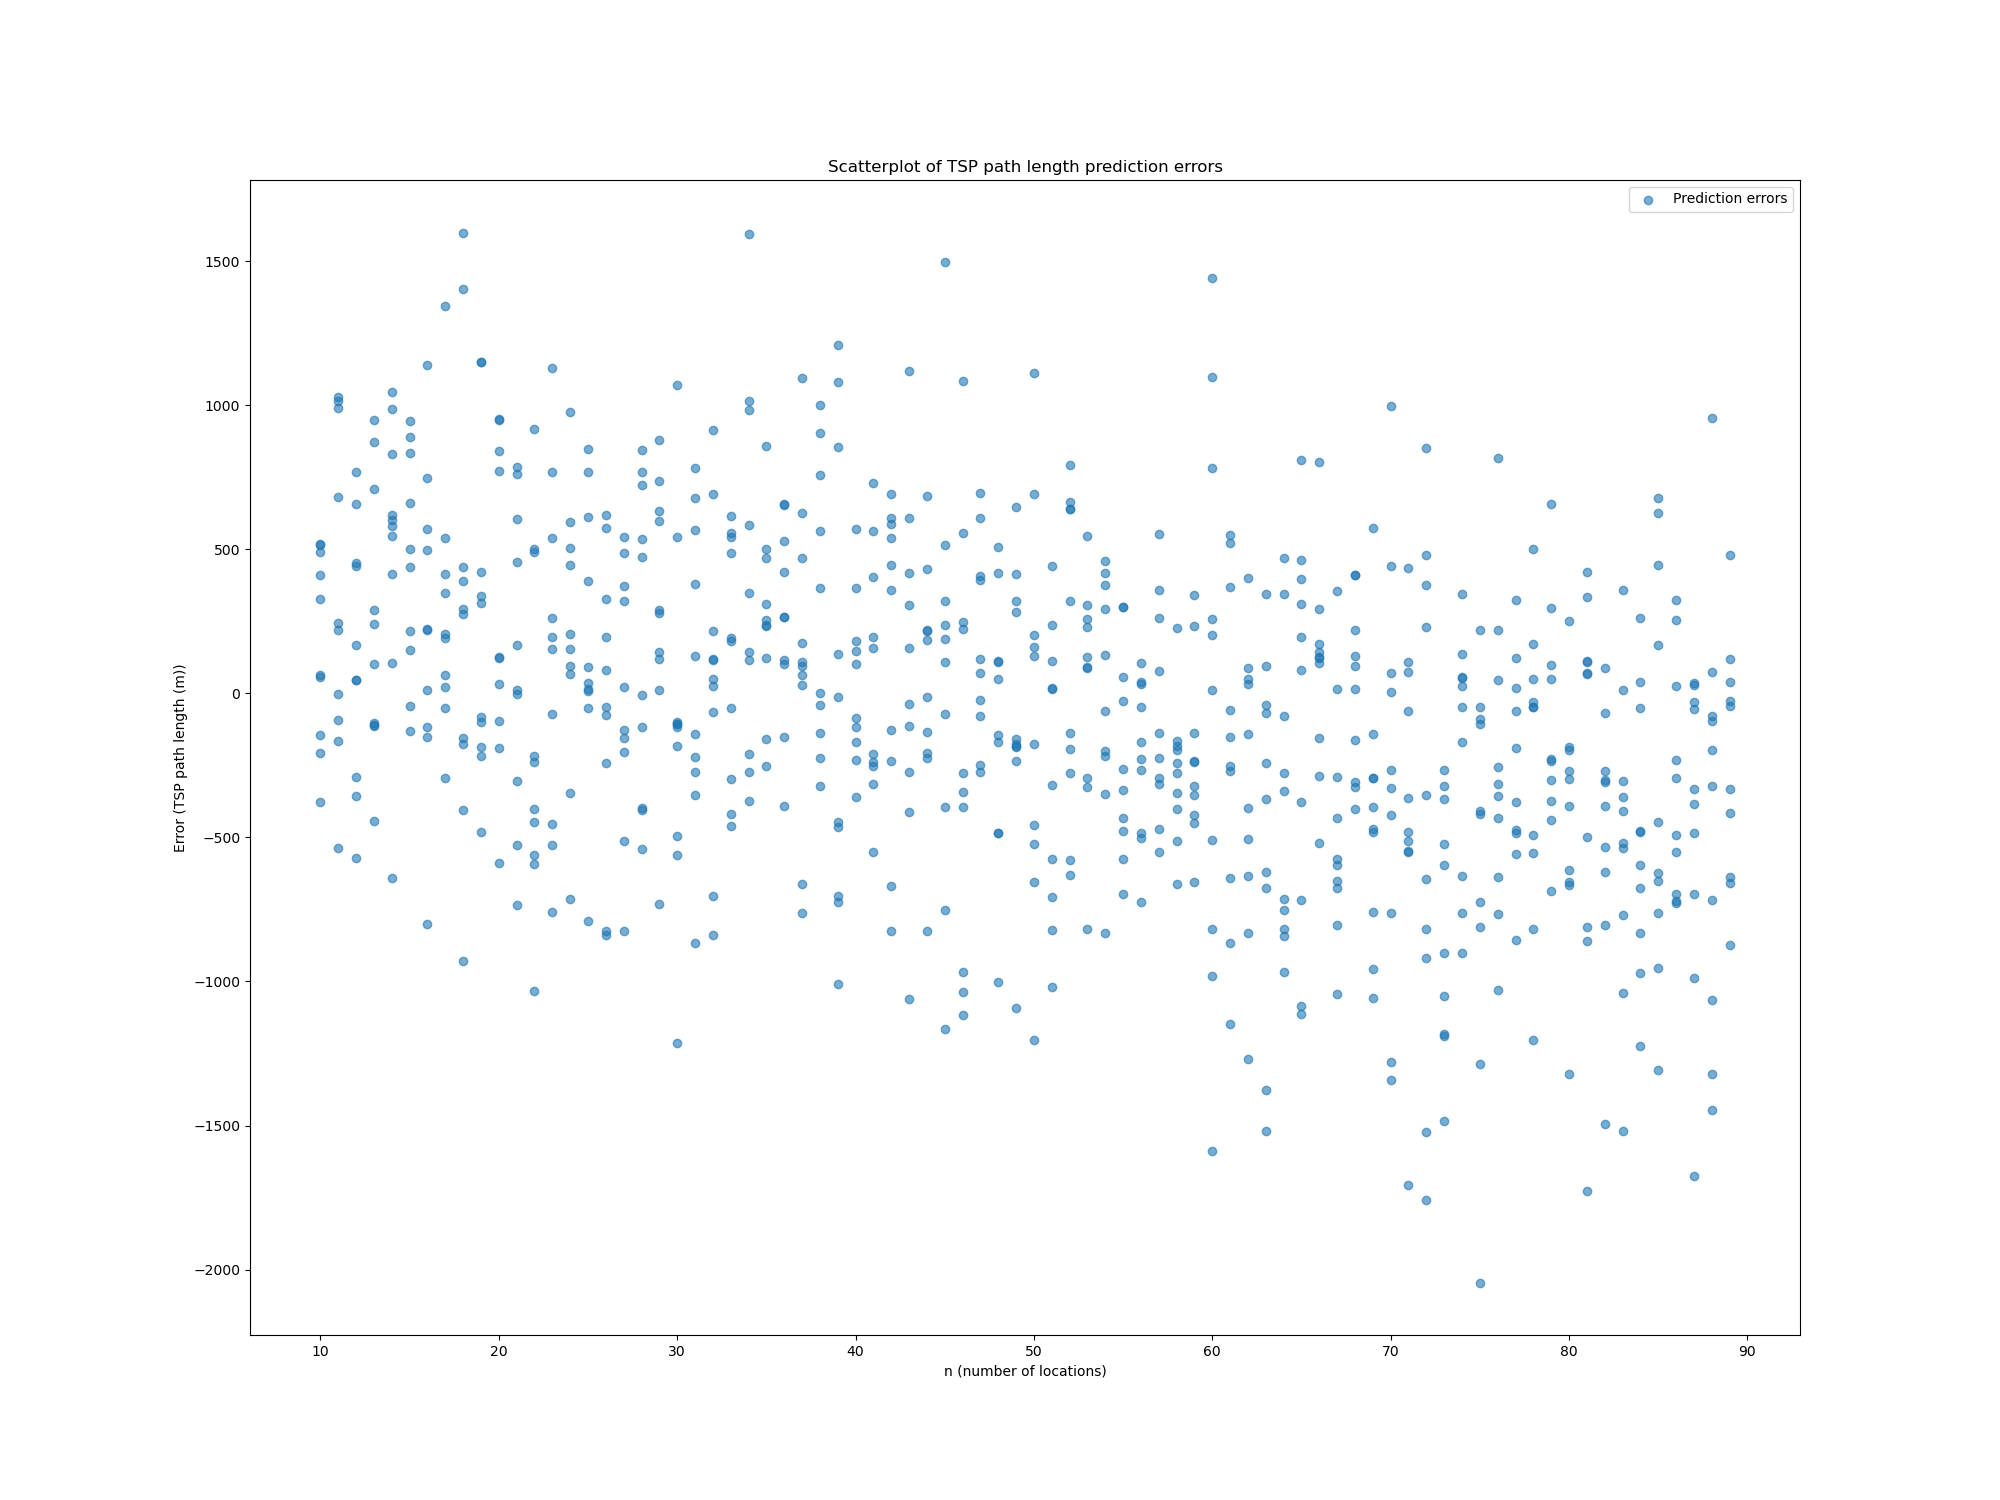 Scatterplot of TSP path length prediction errors
Prediction errors
1500
1000
500
0
−500
−1000
−1500
−2000
Error (TSP path length (m))
10 20 30 40 50 60 70 80 90
n (number of locations)